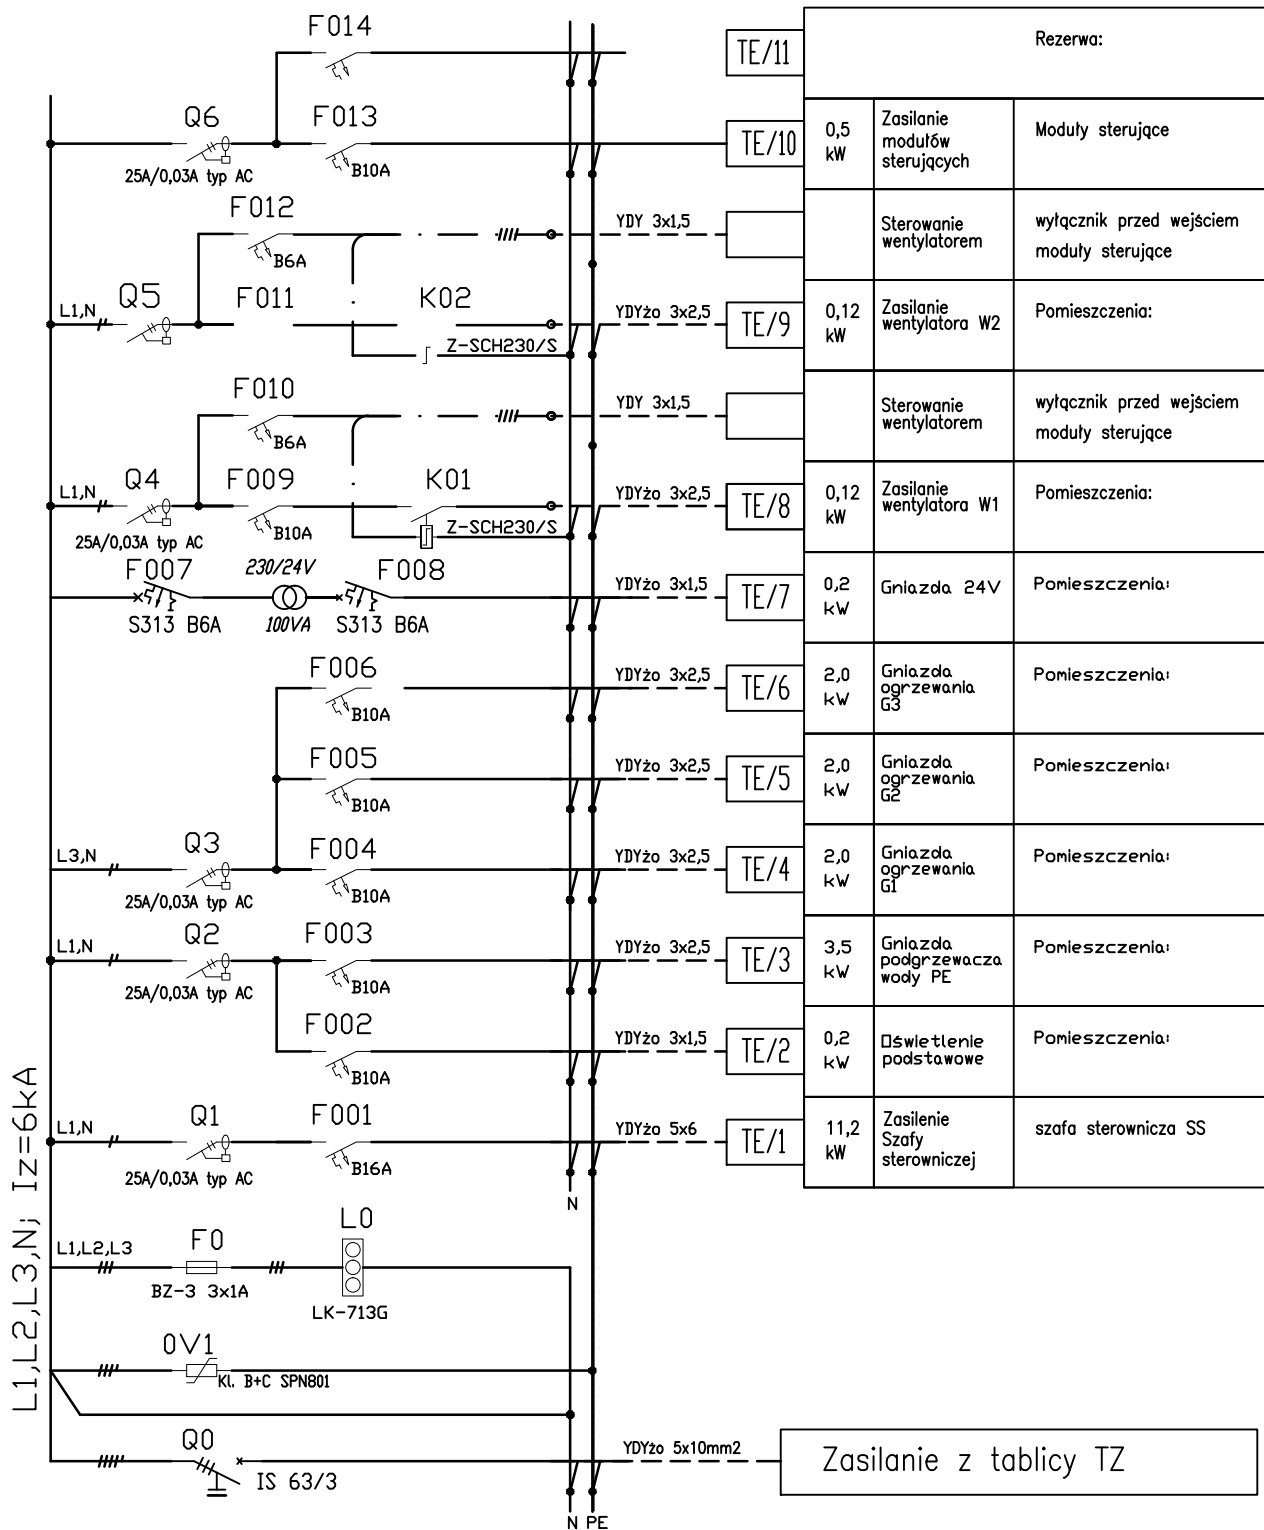 F014
TE/11
Rezerwa:
Q6
25A/0,03A typ AC
F013
B10A
TE/10
0,5
kW
Zasilanie
modułów
sterujących
Moduły sterujące
F012
B6A
YDY 3x1,5
Sterowanie
wentylatorem
wyłącznik przed wejściem
moduły sterujące
L1,N
Q5
F011
K02
Z-SCH230/S
YDYżo 3x2,5
TE/9
0,12
kW
Zasilanie
wentylatora W2
Pomieszczenia:
F010
B6A
YDY 3x1,5
Sterowanie
wentylatorem
wyłącznik przed wejściem
moduły sterujące
L1,N
Q4
25A/0,03A typ AC
F009
B10A
K01
Z-SCH230/S
YDYżo 3x2,5
TE/8
0,12
kW
Zasilanie
wentylatora W1
Pomieszczenia:
F007
S313 B6A
230/24V
100VA
F008
S313 B6A
YDYżo 3x1,5
TE/7
0,2
kW
Gniazda 24V
Pomieszczenia:
F006
B10A
YDYżo 3x2,5
TE/6
2,0
kW
Gniazda
ogrzewania
G3
Pomieszczenia:
F005
B10A
YDYżo 3x2,5
TE/5
2,0
kW
Gniazda
ogrzewania
G2
Pomieszczenia:
L3,N
Q3
25A/0,03A typ AC
F004
B10A
YDYżo 3x2,5
TE/4
2,0
kW
Gniazda
ogrzewania
G1
Pomieszczenia:
L1,N
Q2
25A/0,03A typ AC
F003
B10A
YDYżo 3x2,5
TE/3
3,5
kW
Gniazda
podgrzewacza
wody PE
Pomieszczenia:
F002
B10A
YDYżo 3x1,5
TE/2
0,2
kW
Oświetlenie
podstawowe
Pomieszczenia:
L1,N
Q1
25A/0,03A typ AC
F001
B16A
YDYżo 5x6
TE/1
11,2
kW
Zasilenie
Szafy
sterowniczej
szafa sterownicza SS
N
L1,L2,L3,N; Iz=6kA
L1,L2,L3
F0
BZ-3 3x1A
L0
LK-713G
OV1
Kl. B+C SPN801
Q0
IS 63/3
YDYżo 5x10mm2
Zasilanie z tablicy TZ
N PE